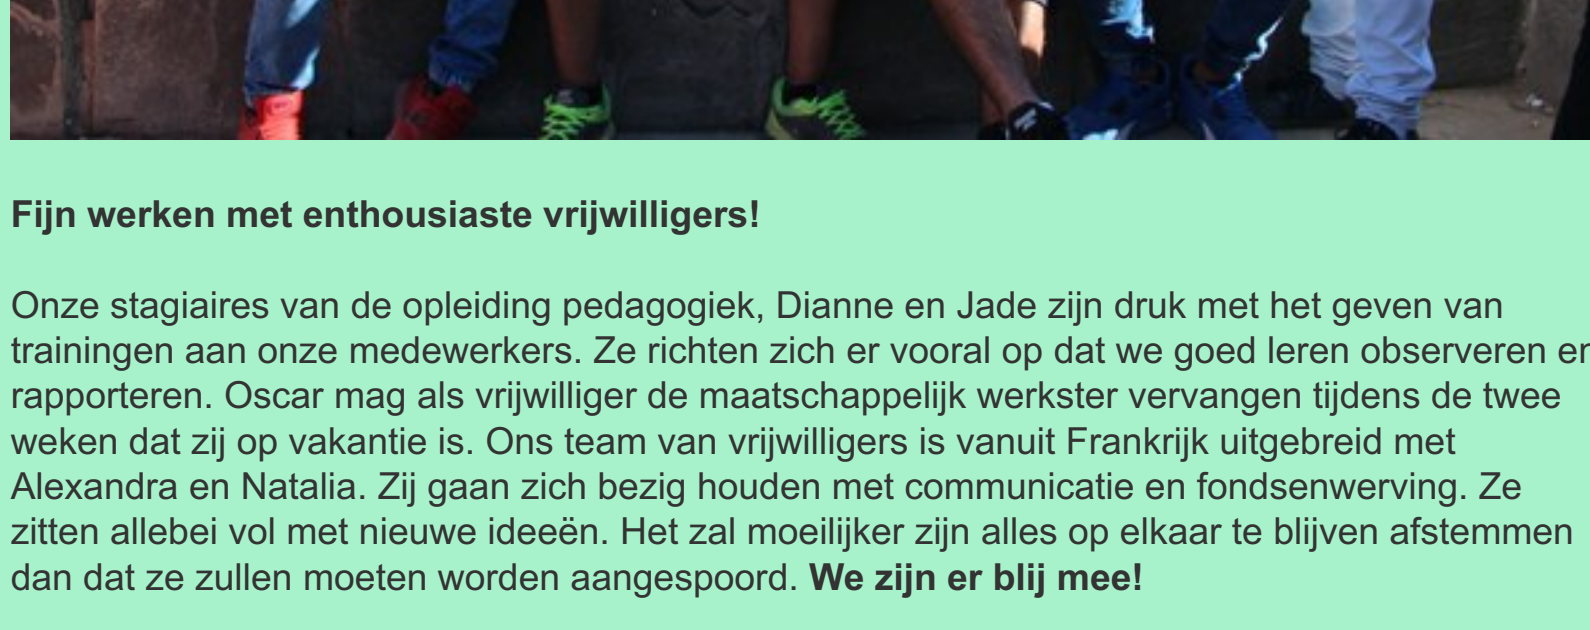 Fijn werken met enthousiaste vrijwilligers!
Onze stagiaires van de opleiding pedagogiek, Dianne en Jade zijn druk met het geven van
trainingen aan onze medewerkers. Ze richten zich er vooral op dat we goed leren observeren en
rapporteren. Oscar mag als vrijwilliger de maatschappelijk werkster vervangen tijdens de twee
weken dat zij op vakantie is. Ons team van vrijwilligers is vanuit Frankrijk uitgebreid met
Alexandra en Natalia. Zij gaan zich bezig houden met communicatie en fondsenwerving. Ze
zitten allebei vol met nieuwe ideeën. Het zal moeilijker zijn alles op elkaar te blijven afstemmen
dan dat ze zullen moeten worden aangespoord. We zijn er blij mee!